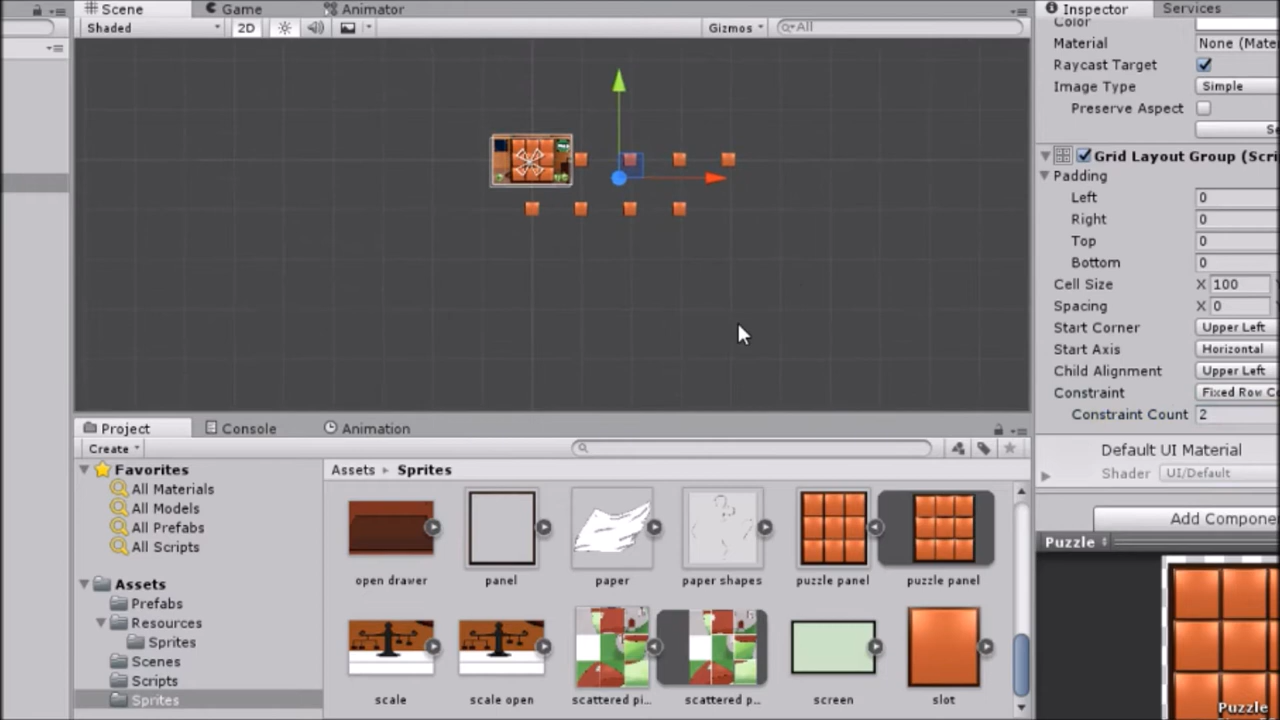 Scene Game Animator
Shaded 2D Gizmos All
Inspector Services
Color
Material None (Mate
Raycast Target
Image Type Simple
Preserve Aspect
Grid Layout Group (Scri
Padding
Left 0
Right 0
Top 0
Bottom 0
Cell Size X 100
Spacing X 0
Start Corner Upper Left
Start Axis Horizontal
Child Alignment Upper Left
Constraint Fixed Row Co
Constraint Count 2
Default UI Material
Shader UI/Default
Add Compone
Puzzle
Puzzle
Project Console Animation
Create
Favorites
All Materials
All Models
All Prefabs
All Scripts
Assets
Prefabs
Resources
Sprites
Scenes
Scripts
Sprites
Assets Sprites
open drawer panel paper paper shapes puzzle panel puzzle panel
scale scale open scattered pi... scattered p... screen slot